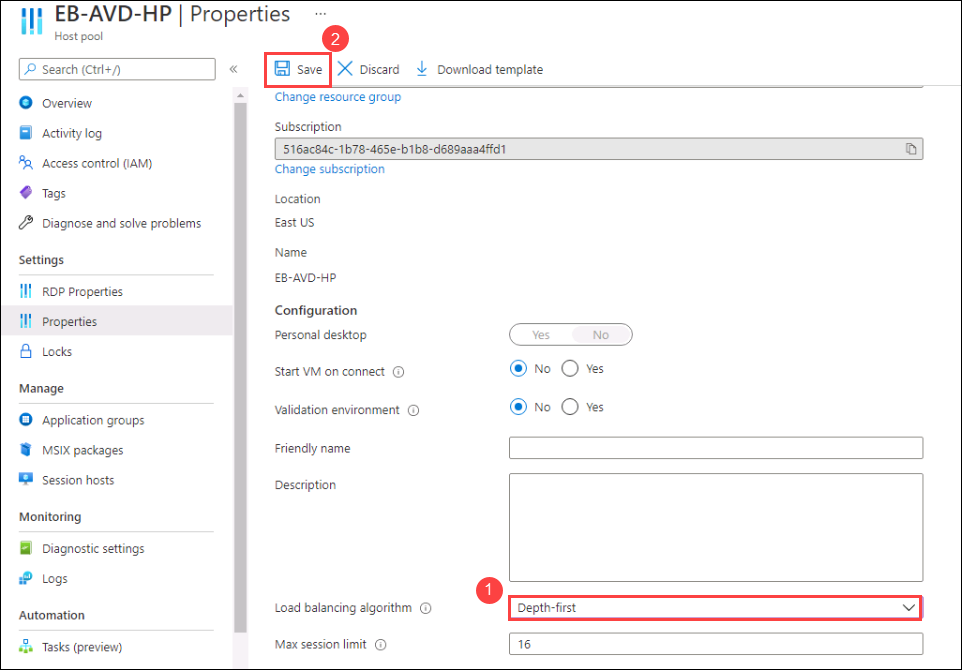 EB-AVD-HP | Properties ...
Host pool
2
Search (Ctrl+/) «
Save Discard Download template
Overview
Activity log
Access control (IAM)
Tags
Diagnose and solve problems
Settings
RDP Properties
Properties
Locks
Manage
Application groups
MSIX packages
Session hosts
Monitoring
Diagnostic settings
Logs
Automation
Tasks (preview)
Change resource group
Subscription
516ac84c-1b78-465e-b1b8-d689aaa4ffd1
Change subscription
Location
East US
Name
EB-AVD-HP
Configuration
Personal desktop Yes No
Start VM on connect No Yes
Validation environment No Yes
Friendly name
Description
1
Load balancing algorithm Depth-first
Max session limit 16